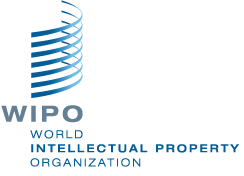 WIPO
WORLD
INTELLECTUAL PROPERTY
ORGANIZATION